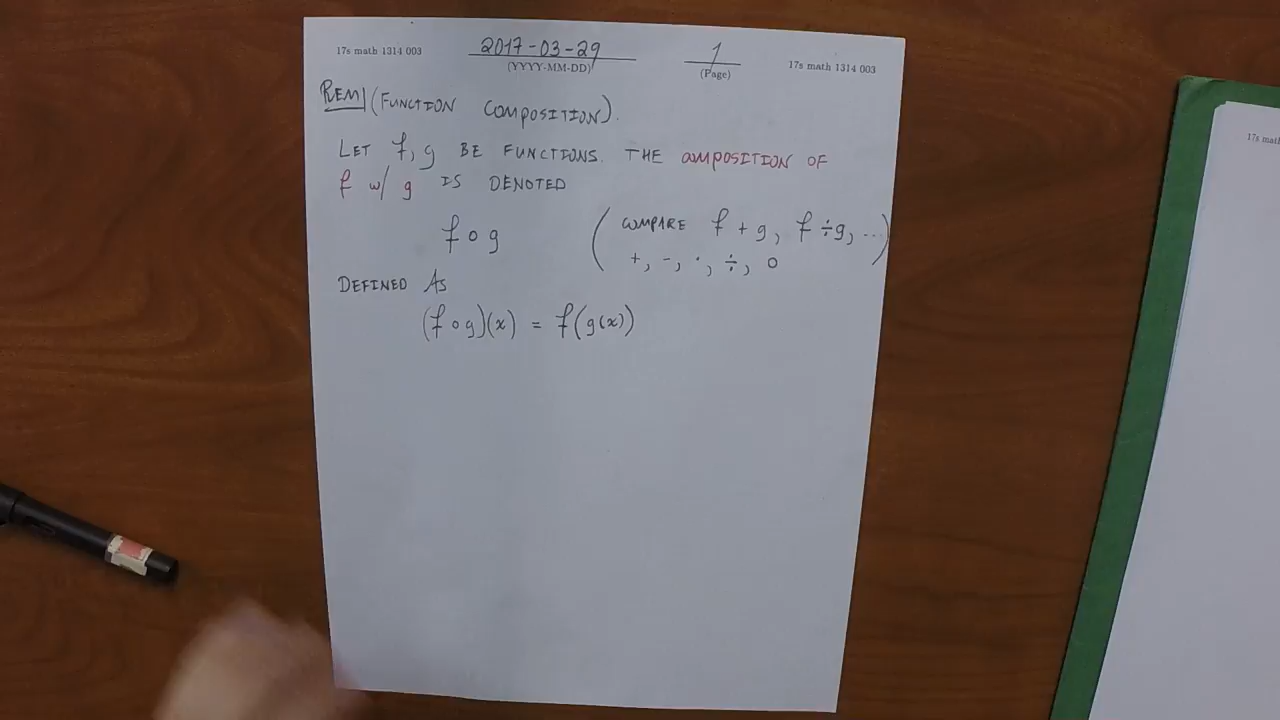 17s math 1314 003 2017-03-29 1 17s math 1314 003
(YYYY-MM-DD) (Page)
REM (FUNCTION COMPOSITION).
LET f, g BE FUNCTIONS. THE COMPOSITION OF
f w/ g IS DENOTED
f ∘ g (COMPARE f + g, f ÷ g, ...
+, -, ·, ÷, ∘)
DEFINED AS
(f ∘ g)(x) = f(g(x))
17s mat